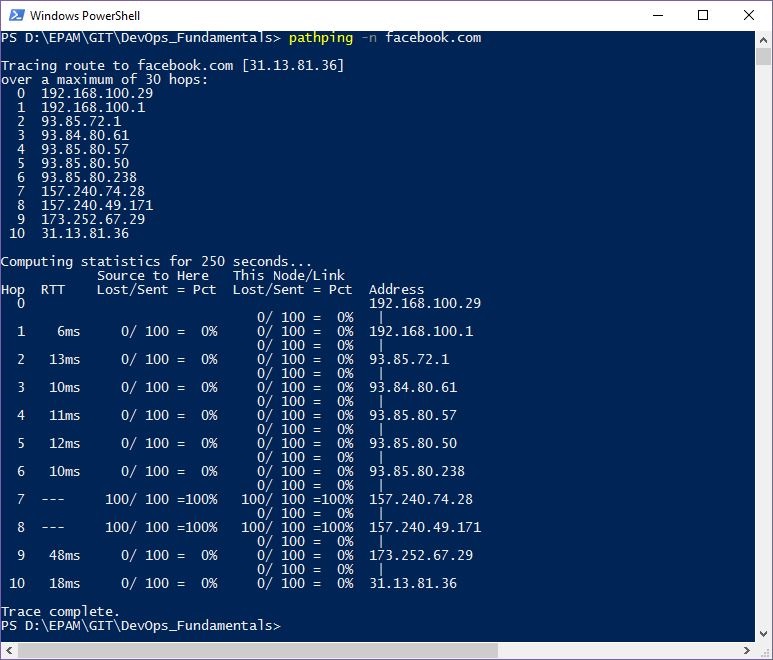 Windows PowerShell
PS D:\EPAM\GIT\DevOps_Fundamentals> pathping -n facebook.com
Tracing route to facebook.com [31.13.81.36]
over a maximum of 30 hops:
  0  192.168.100.29
  1  192.168.100.1
  2  93.85.72.1
  3  93.84.80.61
  4  93.85.80.57
  5  93.85.80.50
  6  93.85.80.238
  7  157.240.74.28
  8  157.240.49.171
  9  173.252.67.29
 10  31.13.81.36
Computing statistics for 250 seconds...
            Source to Here   This Node/Link
Hop  RTT    Lost/Sent = Pct  Lost/Sent = Pct  Address
  0                                           192.168.100.29
                                0/ 100 =  0%   |
  1    6ms     0/ 100 =  0%     0/ 100 =  0%  192.168.100.1
                                0/ 100 =  0%   |
  2   13ms     0/ 100 =  0%     0/ 100 =  0%  93.85.72.1
                                0/ 100 =  0%   |
  3   10ms     0/ 100 =  0%     0/ 100 =  0%  93.84.80.61
                                0/ 100 =  0%   |
  4   11ms     0/ 100 =  0%     0/ 100 =  0%  93.85.80.57
                                0/ 100 =  0%   |
  5   12ms     0/ 100 =  0%     0/ 100 =  0%  93.85.80.50
                                0/ 100 =  0%   |
  6   10ms     0/ 100 =  0%     0/ 100 =  0%  93.85.80.238
                                0/ 100 =  0%   |
  7  ---     100/ 100 =100%   100/ 100 =100%  157.240.74.28
                                0/ 100 =  0%   |
  8  ---     100/ 100 =100%   100/ 100 =100%  157.240.49.171
                                0/ 100 =  0%   |
  9   48ms     0/ 100 =  0%     0/ 100 =  0%  173.252.67.29
                                0/ 100 =  0%   |
 10   18ms     0/ 100 =  0%     0/ 100 =  0%  31.13.81.36
Trace complete.
PS D:\EPAM\GIT\DevOps_Fundamentals>